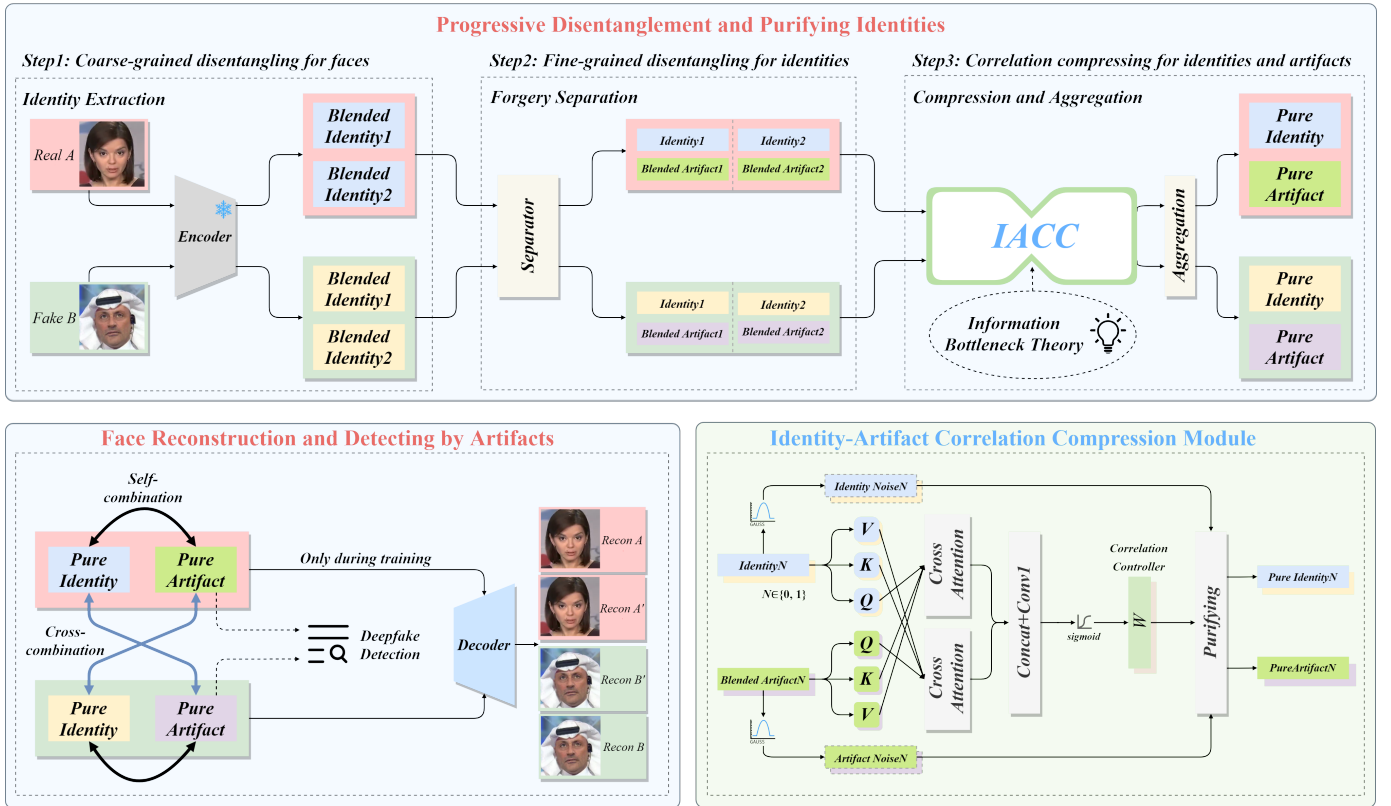 Progressive Disentanglement and Purifying Identities
Step1: Coarse-grained disentangling for faces
Step2: Fine-grained disentangling for identities
Step3: Correlation compressing for identities and artifacts
Identity Extraction
Real A
Fake B
Encoder
Blended
Identity1
Blended
Identity2
Blended
Identity1
Blended
Identity2
Forgery Separation
Separator
Identity1
Identity2
Blended Artifact1
Blended Artifact2
Identity1
Identity2
Blended Artifact1
Blended Artifact2
Compression and Aggregation
IACC
Information
Bottleneck Theory
Aggregation
Pure
Identity
Pure
Artifact
Pure
Identity
Pure
Artifact
Face Reconstruction and Detecting by Artifacts
Self-
combination
Pure
Identity
Pure
Artifact
Only during training
Cross-
combination
Deepfake
Detection
Pure
Identity
Pure
Artifact
Decoder
Recon A
Recon A'
Recon B'
Recon B
Identity-Artifact Correlation Compression Module
Identity NoiseN
GAUSS
IdentityN
N∈{0, 1}
V
K
Q
Q
K
V
Blended ArtifactN
GAUSS
Artifact NoiseN
Cross
Attention
Cross
Attention
Concat+Conv1
sigmoid
Correlation
Controller
W
Purifying
Pure IdentityN
PureArtifactN